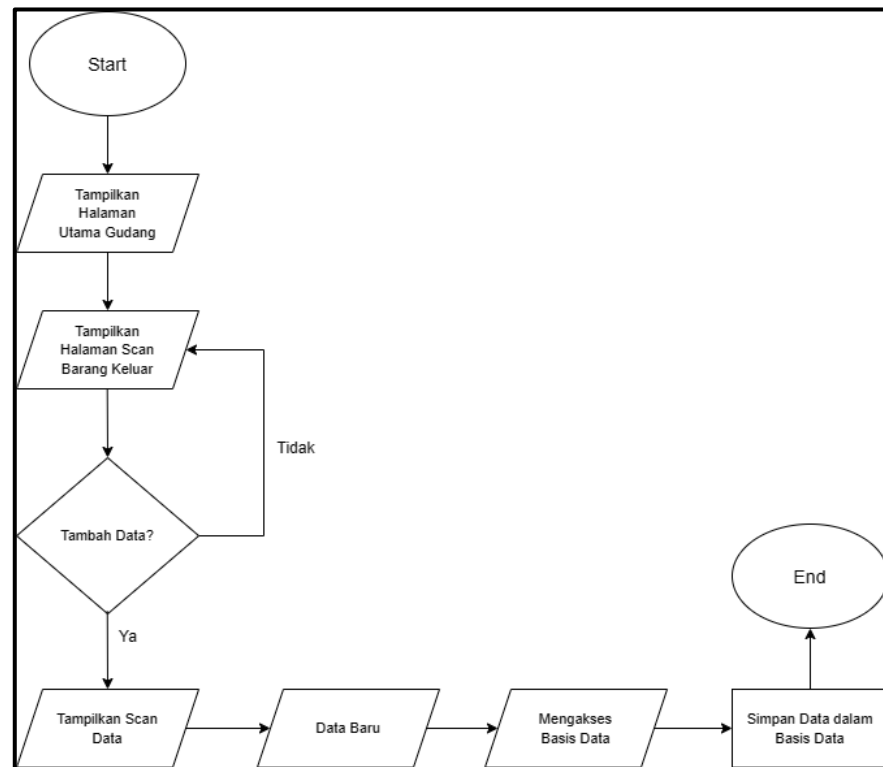 Start
Tampilkan
Halaman
Utama Gudang
Tampilkan
Halaman Scan
Barang Keluar
Tidak
Tambah Data?
Ya
Tampilkan Scan
Data
Data Baru
Mengakses
Basis Data
Simpan Data dalam
Basis Data
End